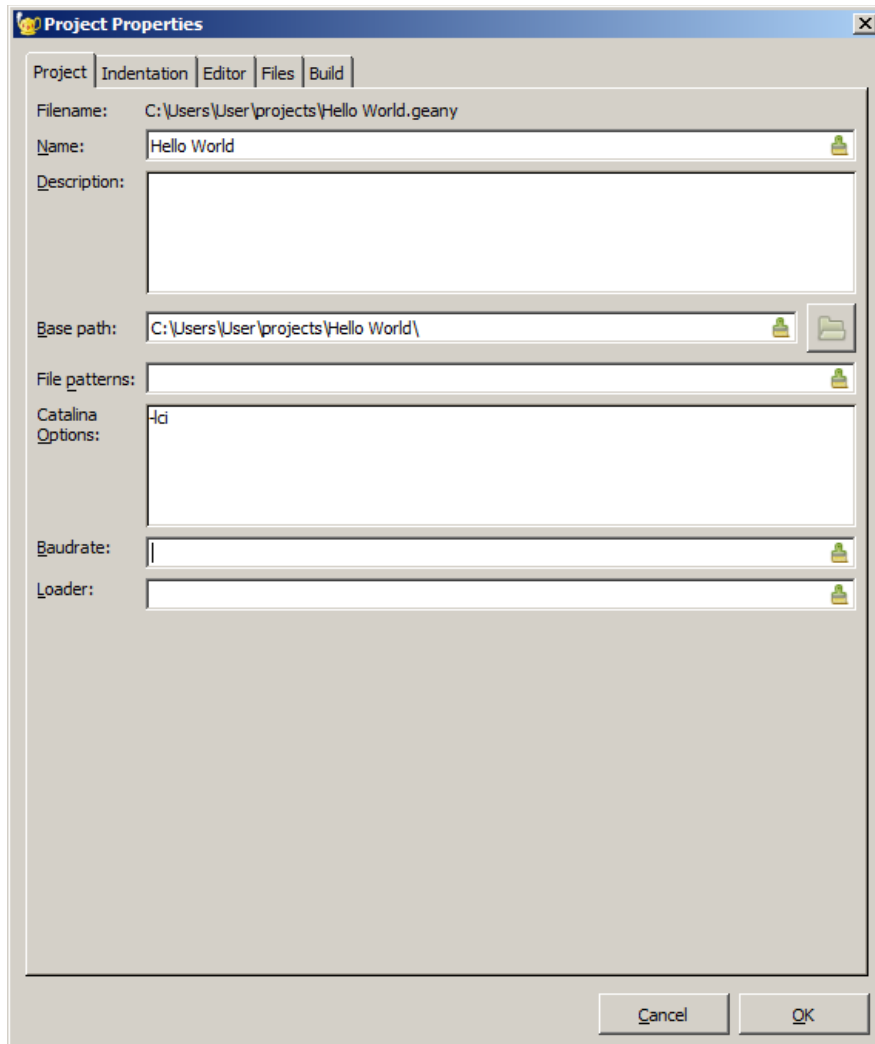 Project Properties
Project Indentation Editor Files Build
Filename: C:\Users\User\projects\Hello World.geany
Name: Hello World
Description:
Base path: C:\Users\User\projects\Hello World\
File patterns:
Catalina -lci
Options:
Baudrate:
Loader:
Cancel OK